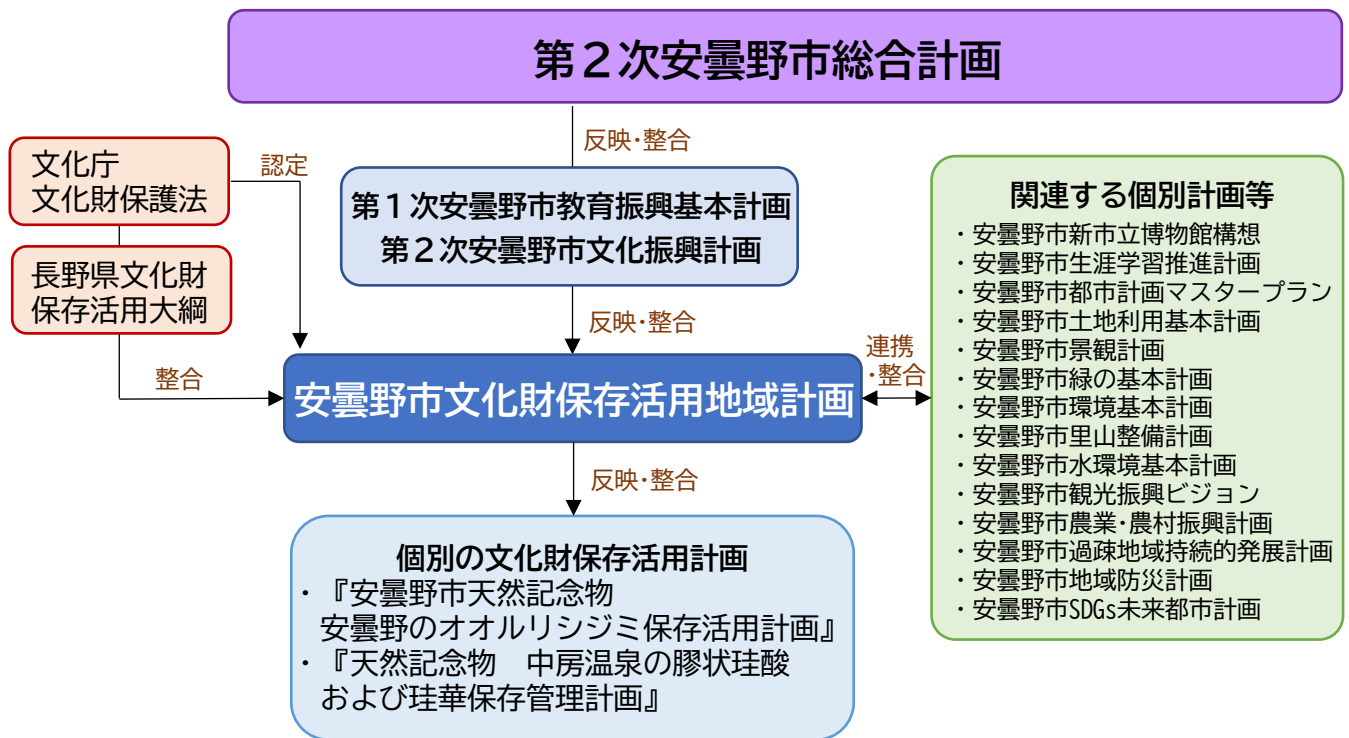 第２次安曇野市総合計画
反映・整合
文化庁
文化財保護法
認定
長野県文化財
保存活用大綱
整合
第１次安曇野市教育振興基本計画
第２次安曇野市文化振興計画
反映・整合
安曇野市文化財保存活用地域計画
連携
・整合
関連する個別計画等
・安曇野市新市立博物館構想
・安曇野市生涯学習推進計画
・安曇野市都市計画マスタープラン
・安曇野市土地利用基本計画
・安曇野市景観計画
・安曇野市緑の基本計画
・安曇野市環境基本計画
・安曇野市里山整備計画
・安曇野市水環境基本計画
・安曇野市観光振興ビジョン
・安曇野市農業・農村振興計画
・安曇野市過疎地域持続的発展計画
・安曇野市地域防災計画
・安曇野市SDGs未来都市計画
反映・整合
個別の文化財保存活用計画
・『安曇野市天然記念物
安曇野のオオルリシジミ保存活用計画』
・『天然記念物　中房温泉の膠状珪酸
および珪華保存管理計画』